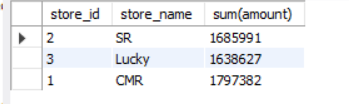 store_id store_name sum(amount)
2 SR 1685991
3 Lucky 1638627
1 CMR 1797382